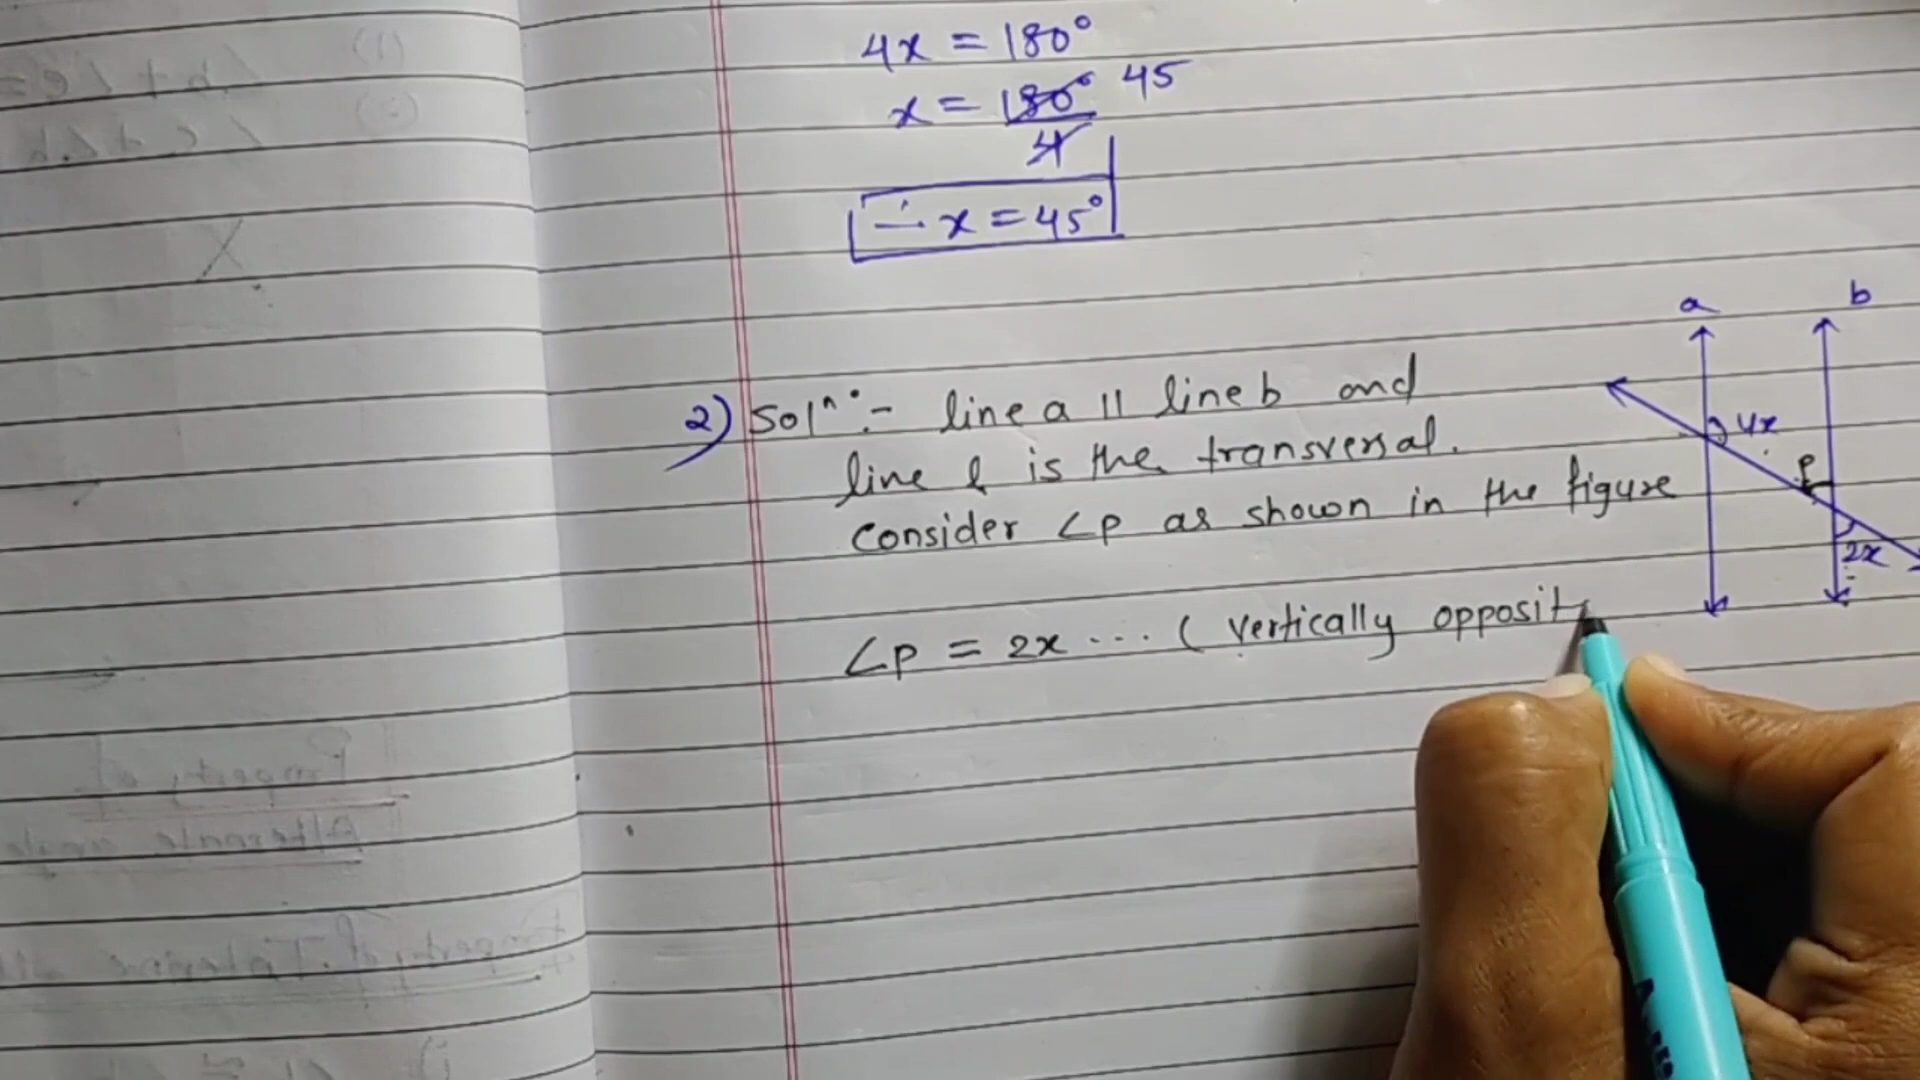 4x = 180°
x = 180° 45
4
∴ x = 45°
2) Solⁿ:- line a || line b and
line l is the transversal.
consider ∠p as shown in the figure
∠p = 2x ... ( vertically opposit
a b
4x
P
2x